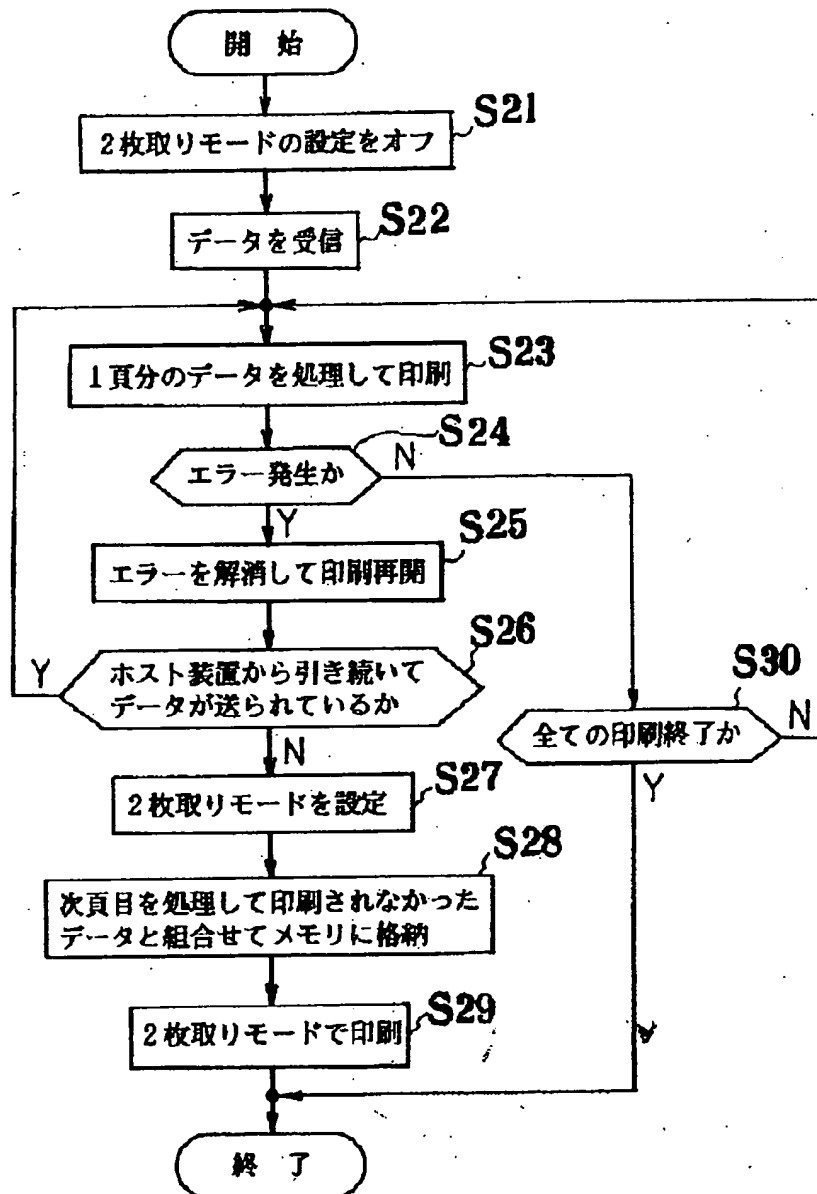 開 始
S21
2枚取りモードの設定をオフ
S22
データを受信
S23
1頁分のデータを処理して印刷
S24
エラー発生か
N
Y
S25
エラーを解消して印刷再開
S26
Y
ホスト装置から引き続いて
データが送られているか
S30
全ての印刷終了か
N
N
Y
S27
2枚取りモードを設定
S28
次頁目を処理して印刷されなかった
データと組合せてメモリに格納
S29
2枚取りモードで印刷
終 了